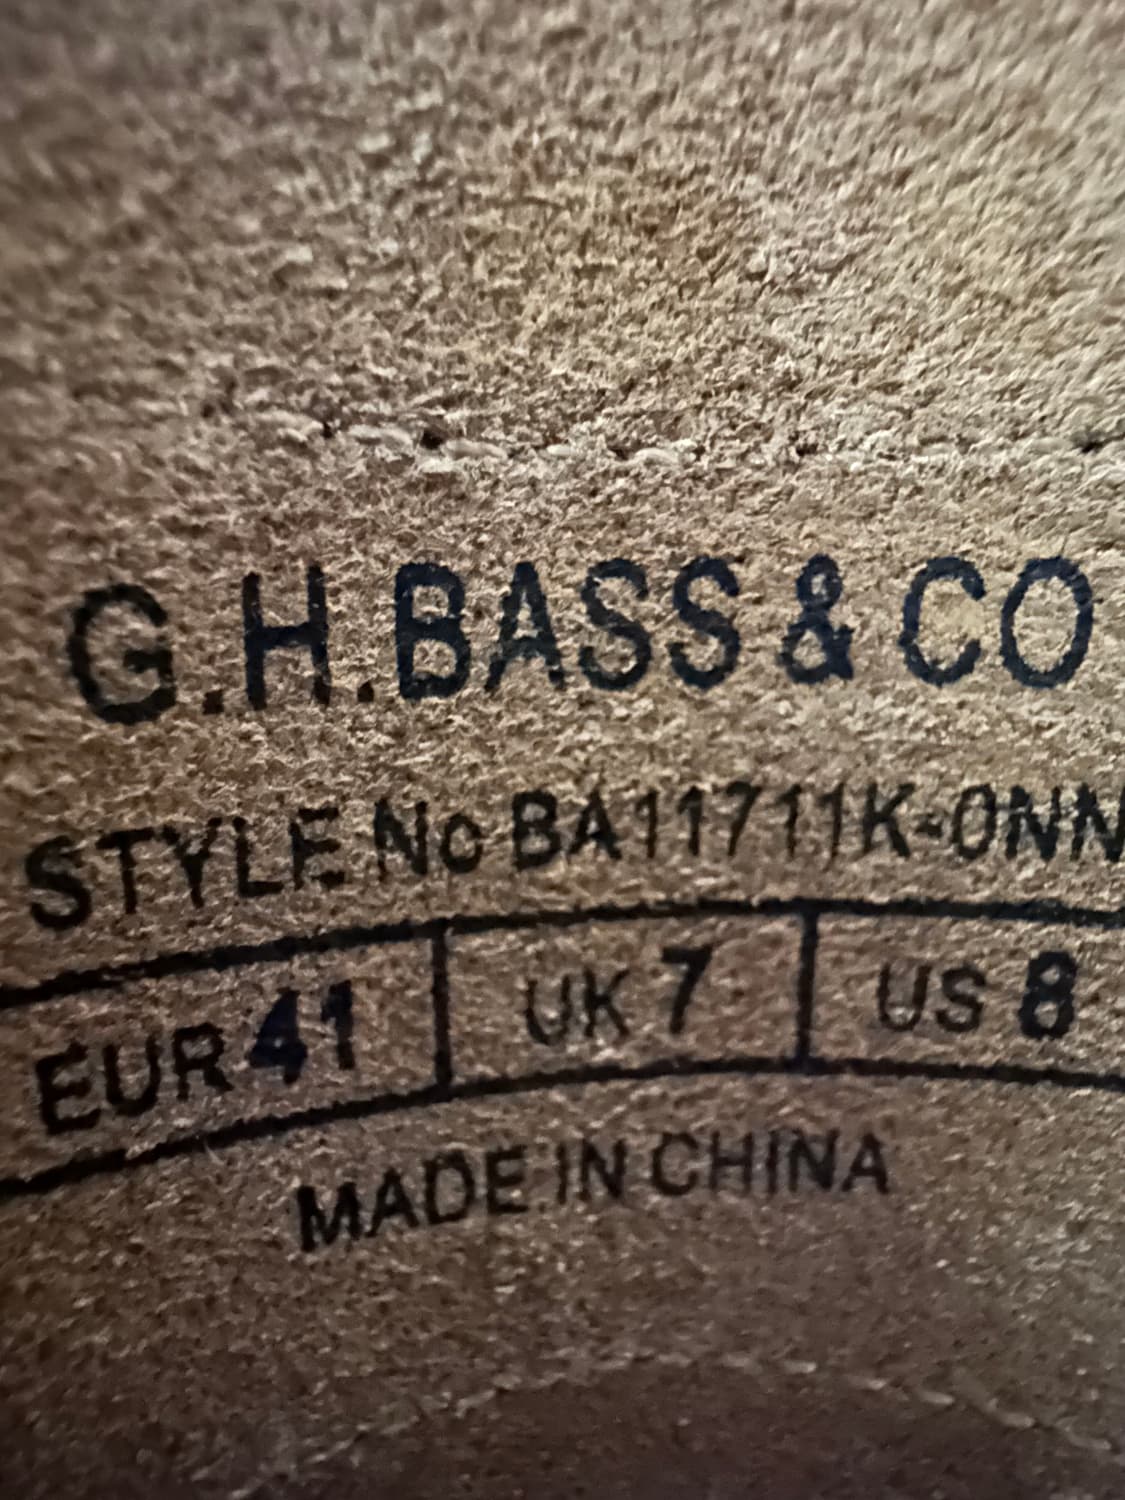 G.H.BASS & CO
STYLE No BA11711K-0NN
EUR 41 UK 7 US 8
MADE IN CHINA